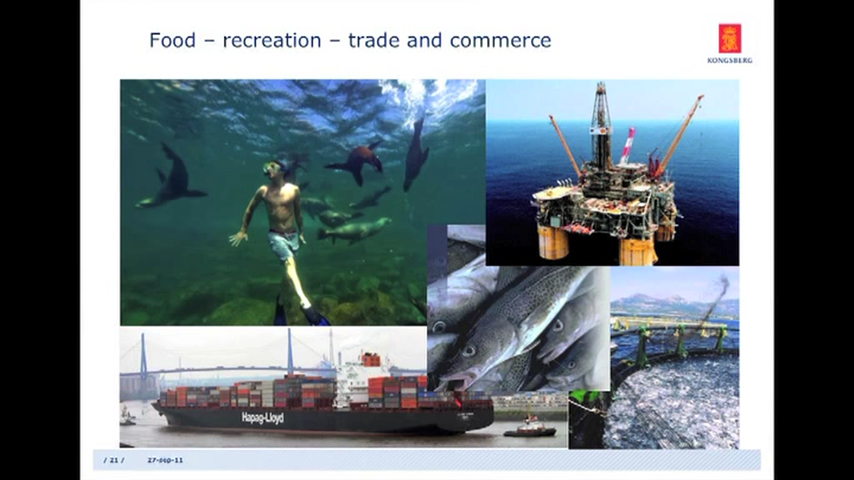 Food – recreation – trade and commerce
KONGSBERG
Hapag-Lloyd
/ 21 /
27-sep-11